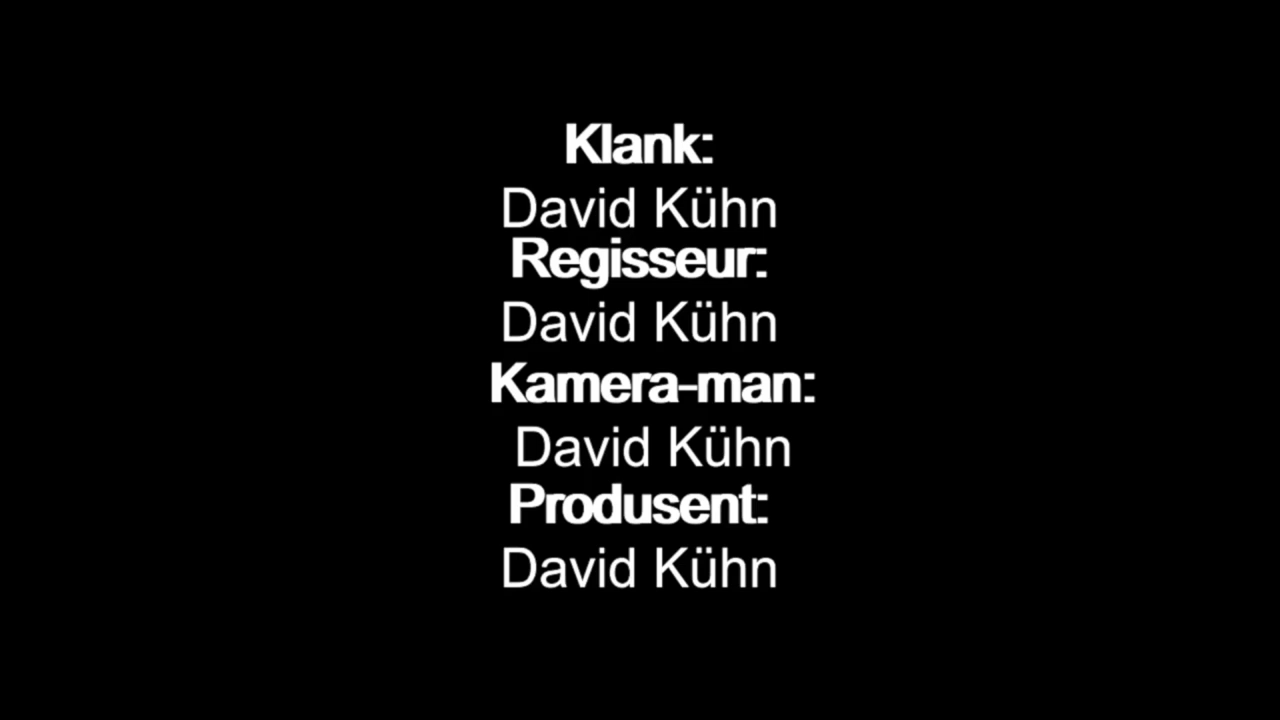 Klank:
David Kühn
Regisseur:
David Kühn
Kamera-man:
David Kühn
Produsent:
David Kühn